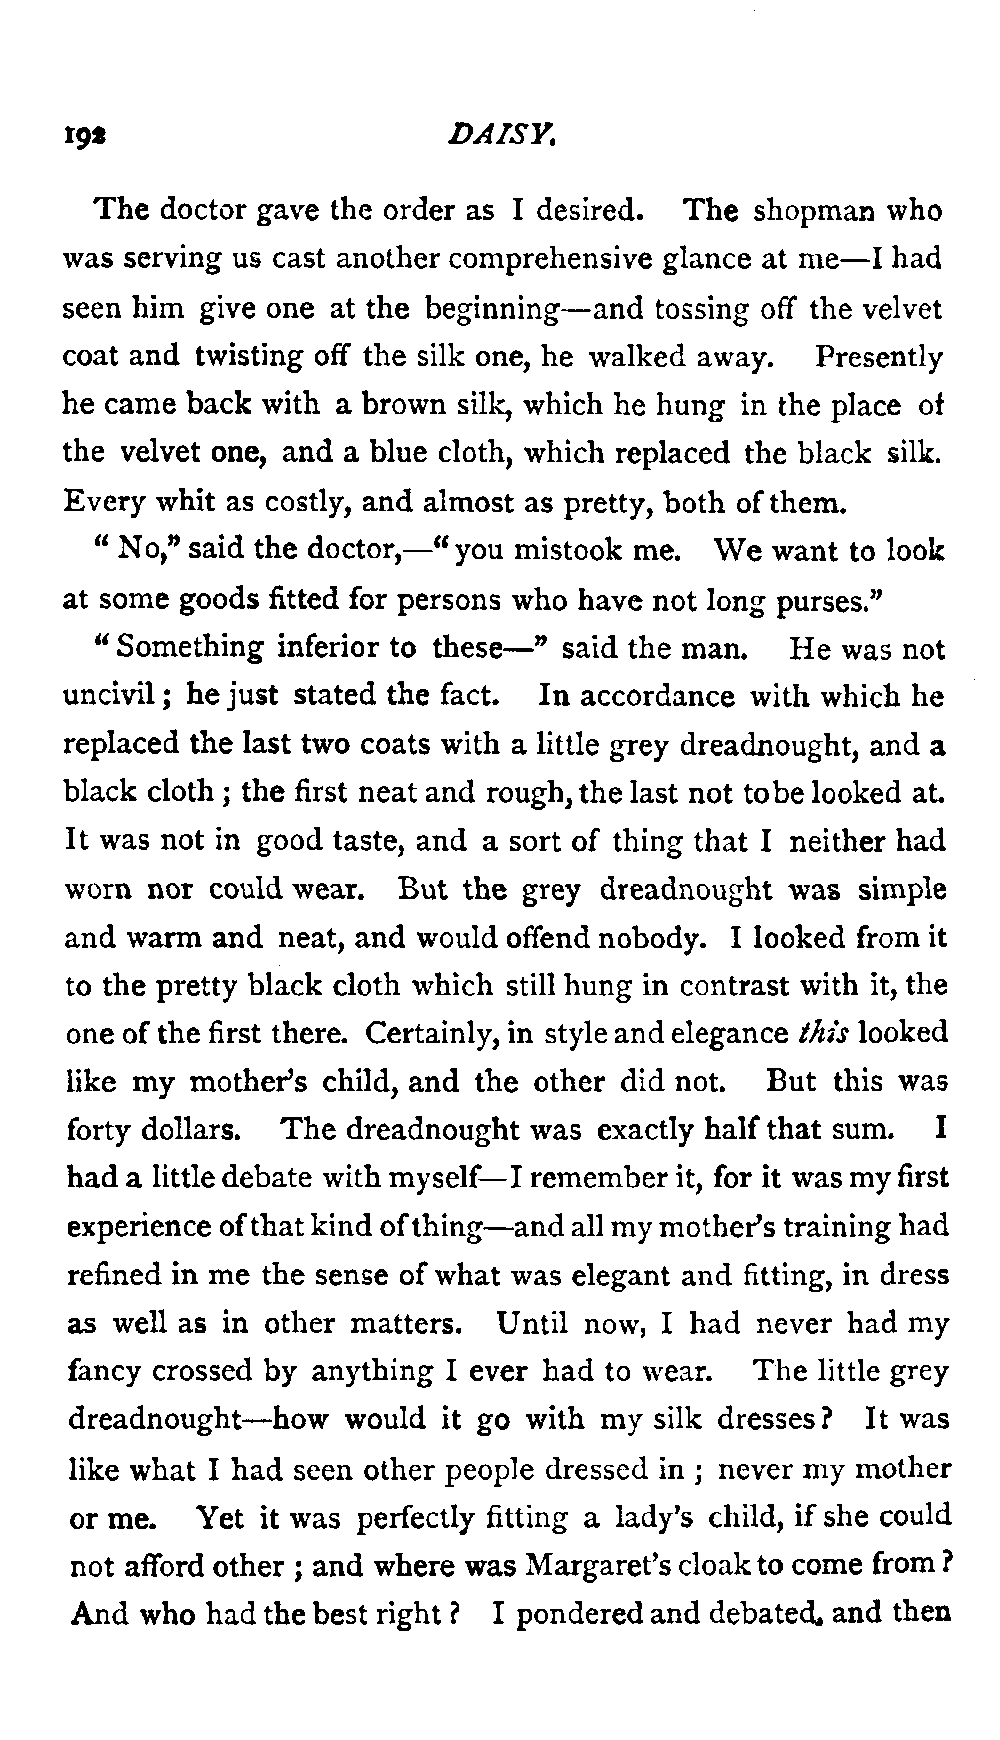 192 DAISY.
The doctor gave the order as I desired. The shopman who
was serving us cast another comprehensive glance at me—I had
seen him give one at the beginning—and tossing off the velvet
coat and twisting off the silk one, he walked away. Presently
he came back with a brown silk, which he hung in the place of
the velvet one, and a blue cloth, which replaced the black silk.
Every whit as costly, and almost as pretty, both of them.
“No,” said the doctor,—“you mistook me. We want to look
at some goods fitted for persons who have not long purses.”
“Something inferior to these—” said the man. He was not
uncivil; he just stated the fact. In accordance with which he
replaced the last two coats with a little grey dreadnought, and a
black cloth; the first neat and rough, the last not to be looked at.
It was not in good taste, and a sort of thing that I neither had
worn nor could wear. But the grey dreadnought was simple
and warm and neat, and would offend nobody. I looked from it
to the pretty black cloth which still hung in contrast with it, the
one of the first there. Certainly, in style and elegance this looked
like my mother's child, and the other did not. But this was
forty dollars. The dreadnought was exactly half that sum. I
had a little debate with myself—I remember it, for it was my first
experience of that kind of thing—and all my mother's training had
refined in me the sense of what was elegant and fitting, in dress
as well as in other matters. Until now, I had never had my
fancy crossed by anything I ever had to wear. The little grey
dreadnought—how would it go with my silk dresses? It was
like what I had seen other people dressed in; never my mother
or me. Yet it was perfectly fitting a lady's child, if she could
not afford other; and where was Margaret's cloak to come from?
And who had the best right? I pondered and debated, and then